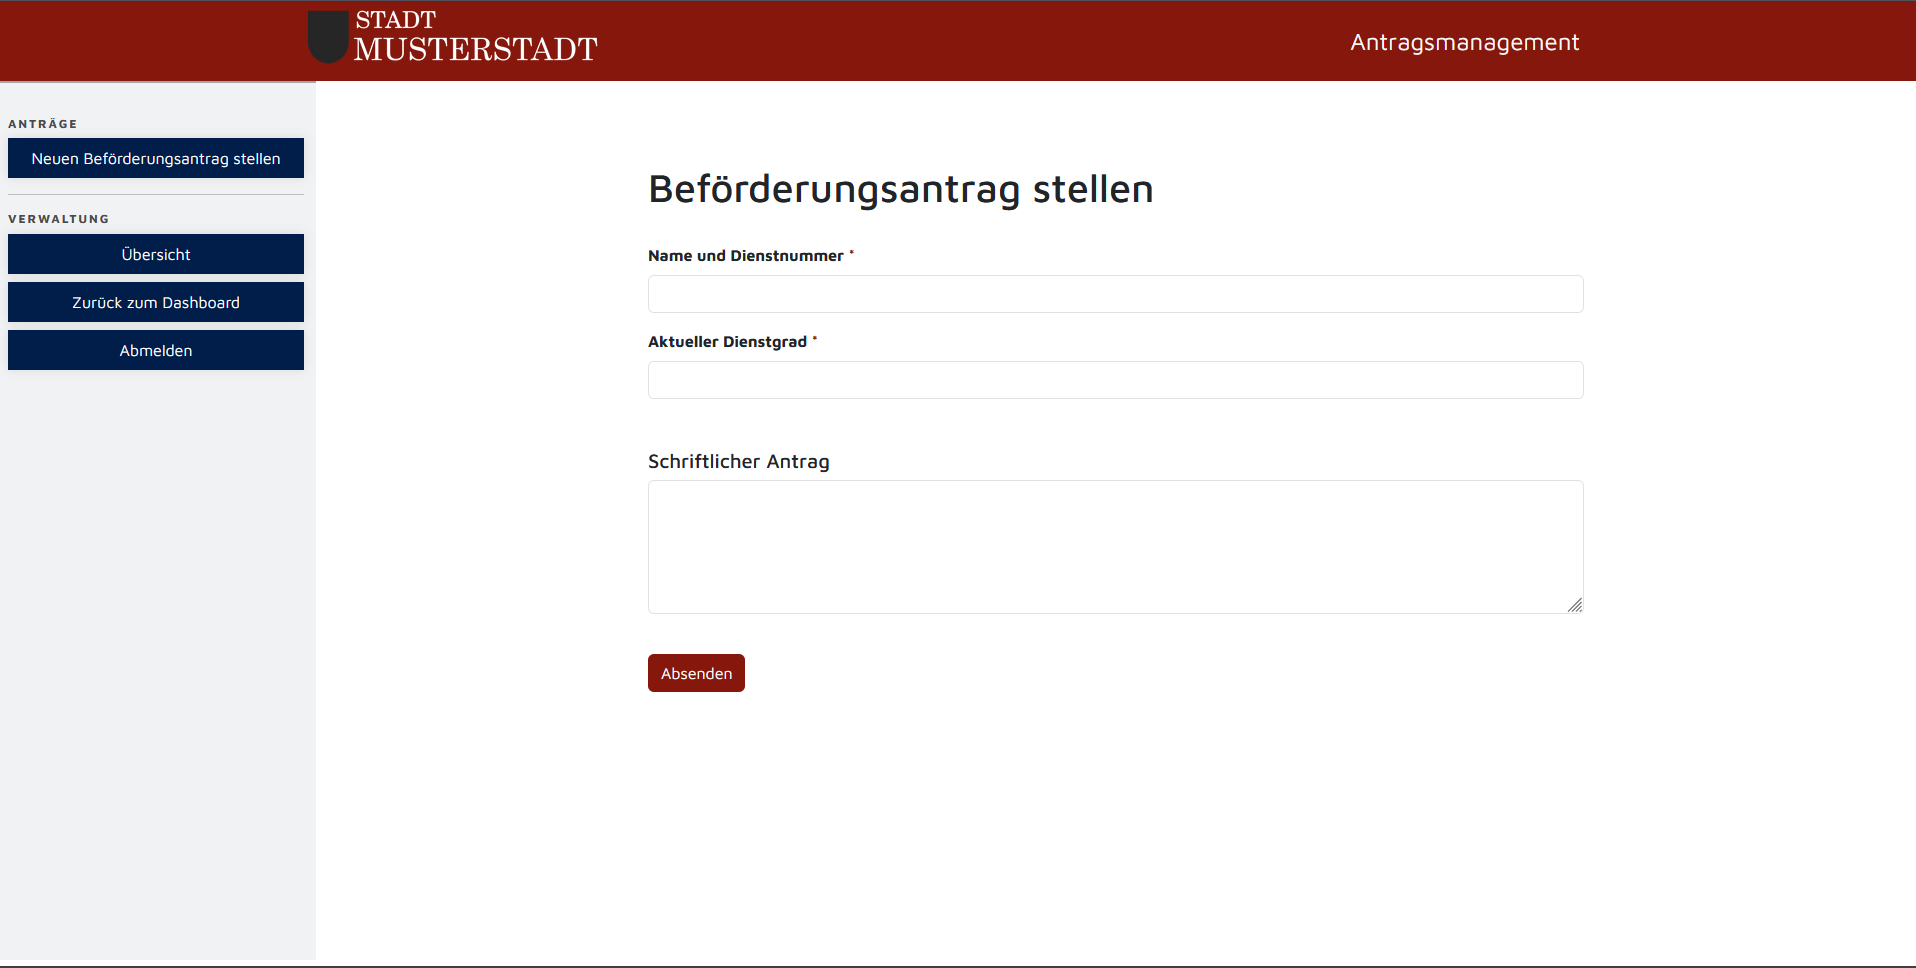 STADT
MUSTERSTADT
Antragsmanagement
ANTRÄGE
Neuen Beförderungsantrag stellen
VERWALTUNG
Übersicht
Zurück zum Dashboard
Abmelden
Beförderungsantrag stellen
Name und Dienstnummer *
Aktueller Dienstgrad *
Schriftlicher Antrag
Absenden